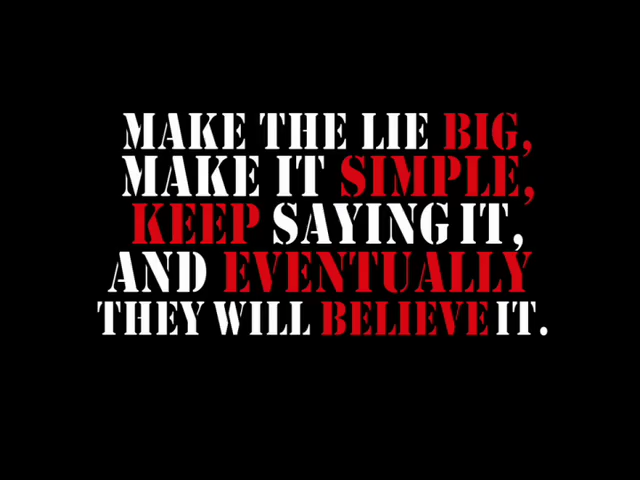 MAKE THE LIE BIG,
MAKE IT SIMPLE,
KEEP SAYING IT,
AND EVENTUALLY
THEY WILL BELIEVE IT.